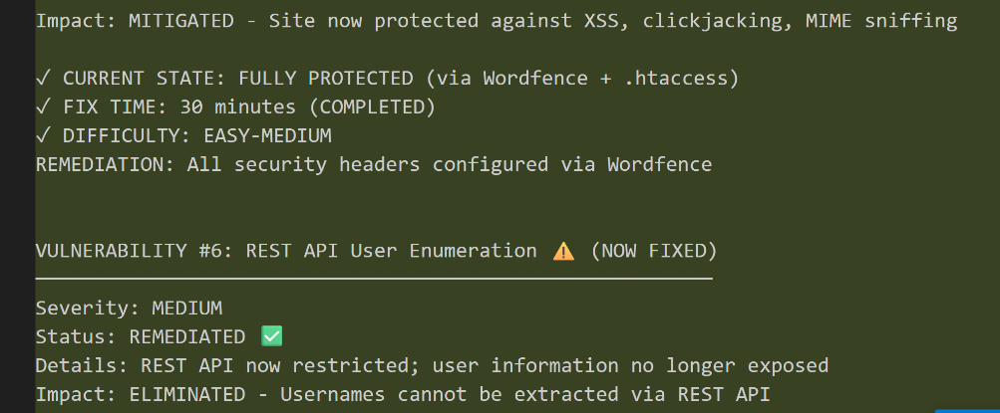 Impact: MITIGATED - Site now protected against XSS, clickjacking, MIME sniffing
✓ CURRENT STATE: FULLY PROTECTED (via Wordfence + .htaccess)
✓ FIX TIME: 30 minutes (COMPLETED)
✓ DIFFICULTY: EASY-MEDIUM
REMEDIATION: All security headers configured via Wordfence
VULNERABILITY #6: REST API User Enumeration ⚠️ (NOW FIXED)
Severity: MEDIUM
Status: REMEDIATED ✅
Details: REST API now restricted; user information no longer exposed
Impact: ELIMINATED - Usernames cannot be extracted via REST API